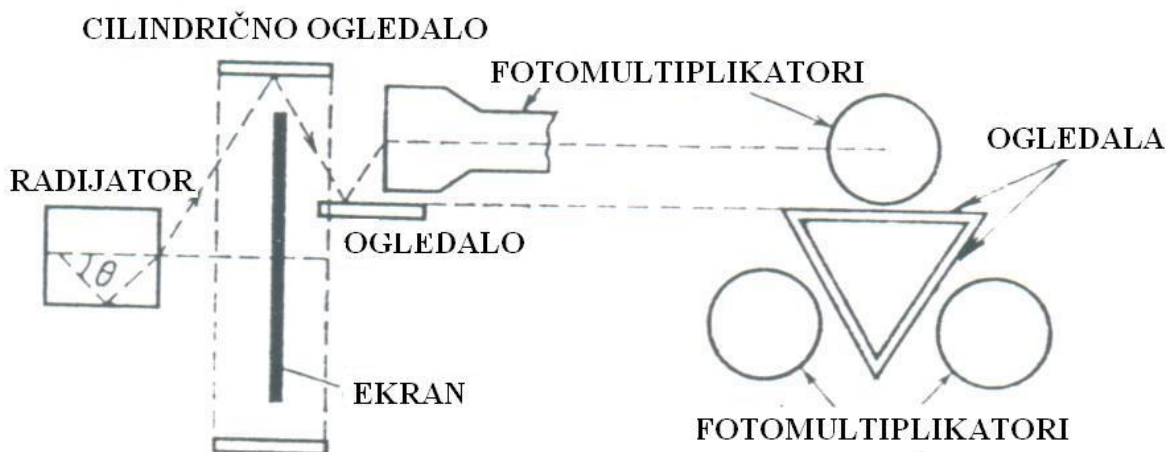 CILINDRIČNO OGLEDALO
FOTOMULTIPLIKATORI
OGLEDALA
RADIJATOR
OGLEDALO
θ
EKRAN
FOTOMULTIPLIKATORI